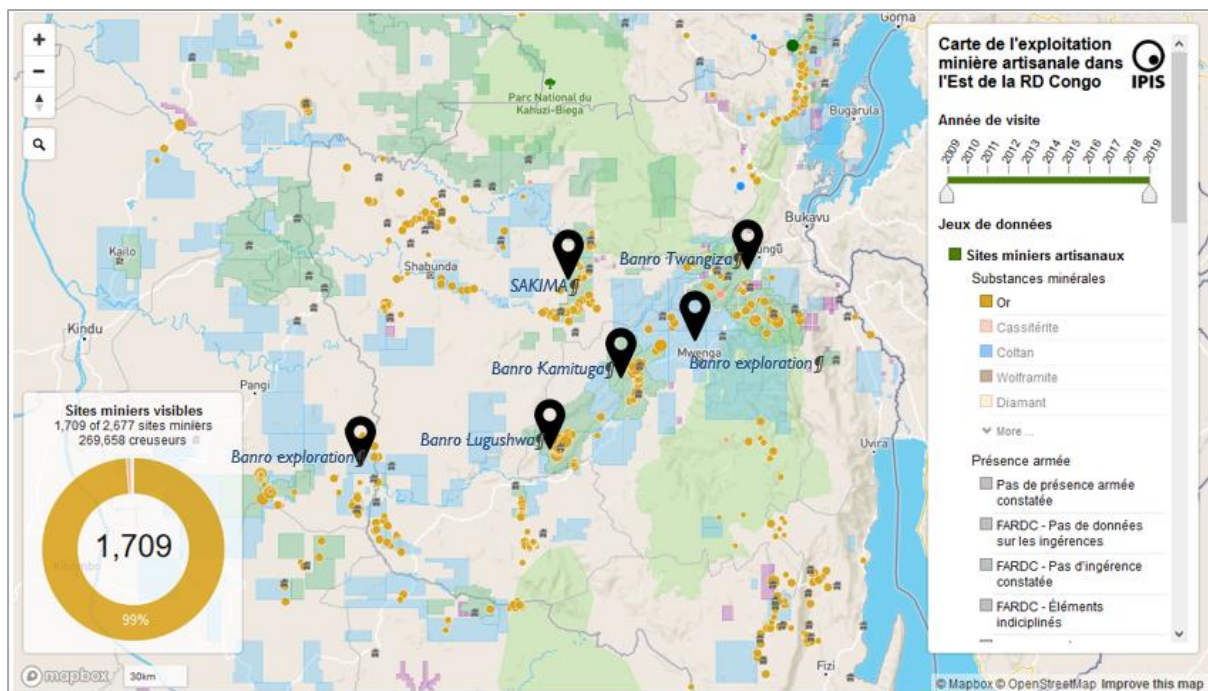 +
−
Goma
Parc National du
Kahuzi-Biega
Bugarula
Bukavu
Banro Twangiza¶
SAKIMA¶
Kailo
Shabunda
Kindu
Mwenga
Banro exploration¶
Banro Kamituga¶
Pangi
Banro Lugushwa¶
Banro exploration¶
Uvira
Fizi
Sites miniers visibles
1,709 of 2,677 sites miniers
269,658 creuseurs
1,709
99%
mapbox
30km
Carte de l'exploitation
minière artisanale dans
l'Est de la RD Congo
IPIS
Année de visite
2009
2010
2011
2012
2013
2014
2015
2016
2017
2018
2019
Jeux de données
Sites miniers artisanaux
Substances minérales
Or
Cassitérite
Coltan
Wolframite
Diamant
More ...
Présence armée
Pas de présence armée
constatée
FARDC - Pas de données
sur les ingérences
FARDC - Pas d'ingérence
constatée
FARDC - Éléments
indiciplinés
© Mapbox © OpenStreetMap Improve this map